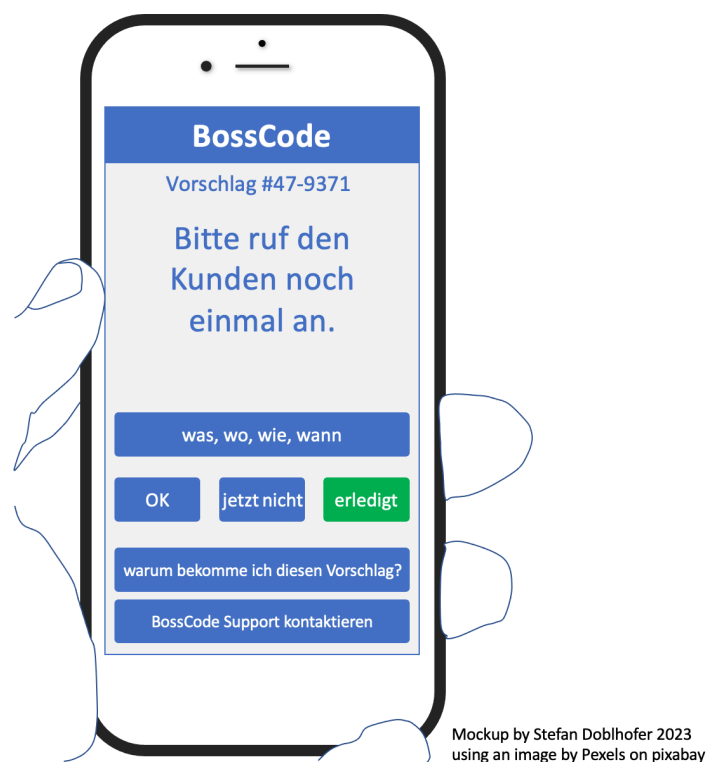 BossCode
Vorschlag #47-9371
Bitte ruf den
Kunden noch
einmal an.
was, wo, wie, wann
OK
jetzt nicht
erledigt
warum bekomme ich diesen Vorschlag?
BossCode Support kontaktieren
Mockup by Stefan Doblhofer 2023
using an image by Pexels on pixabay